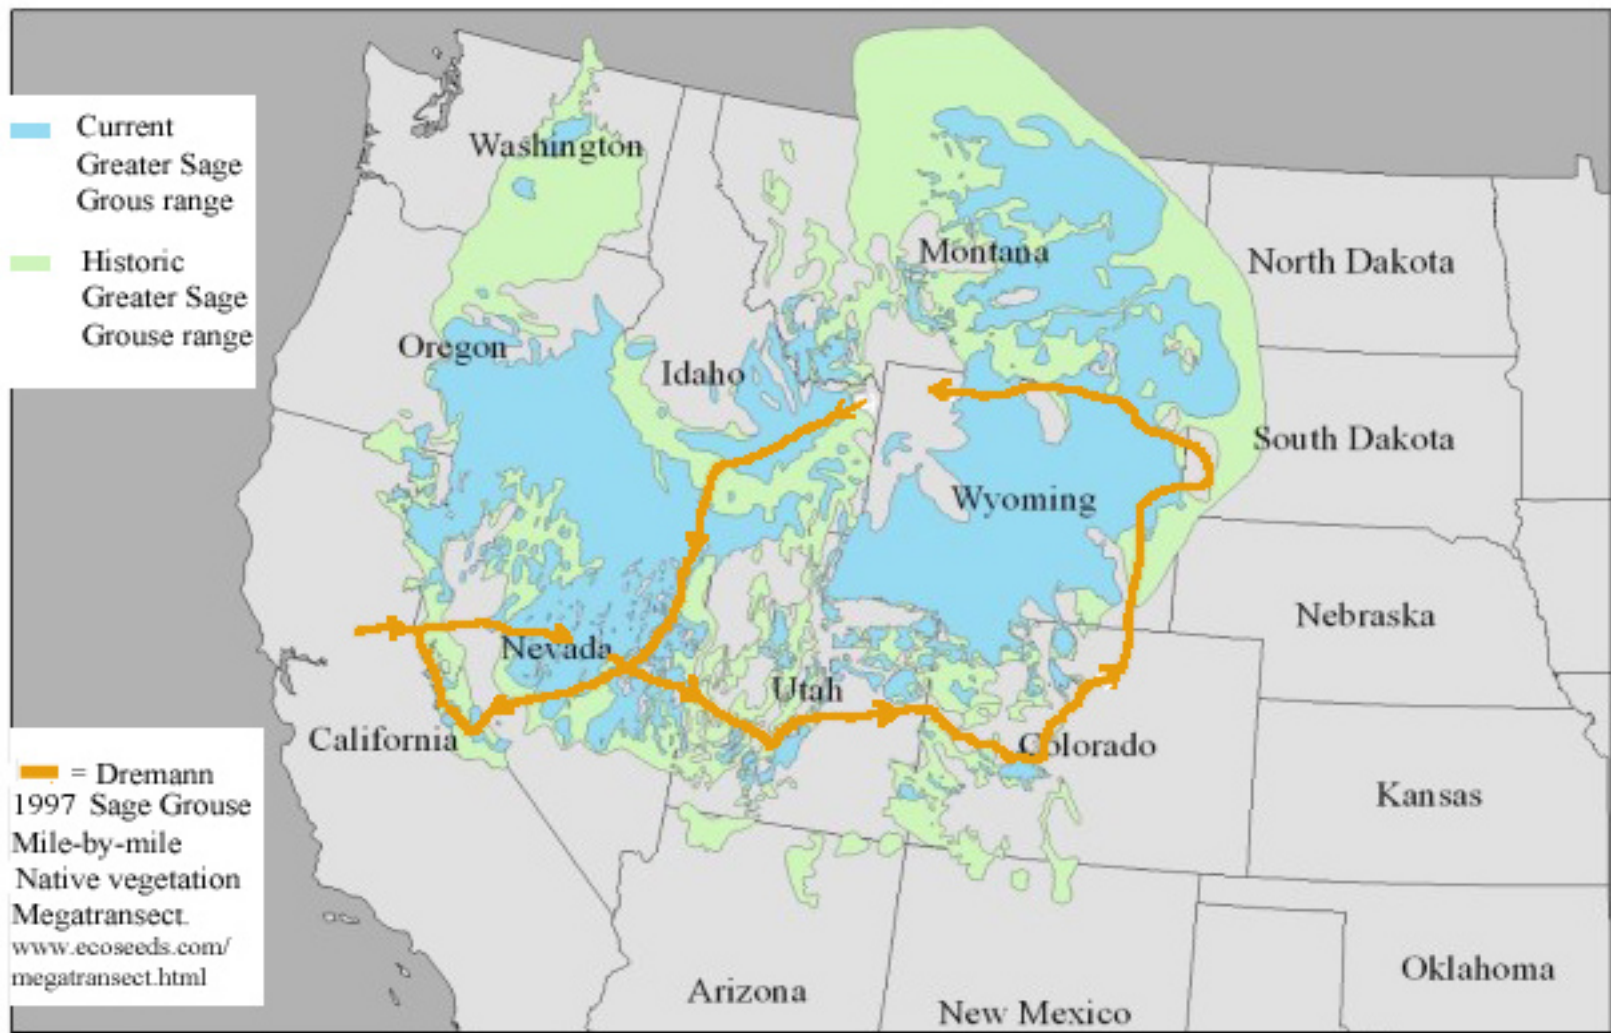 Current
Greater Sage
Grous range
Historic
Greater Sage
Grouse range
Washington
Montana
North Dakota
Oregon
Idaho
South Dakota
Wyoming
Nebraska
Nevada
Utah
California
Colorado
Kansas
= Dremann
1997 Sage Grouse
Mile-by-mile
Native vegetation
Megatransect.
www.ecoseeds.com/
megatransect.html
Arizona
New Mexico
Oklahoma